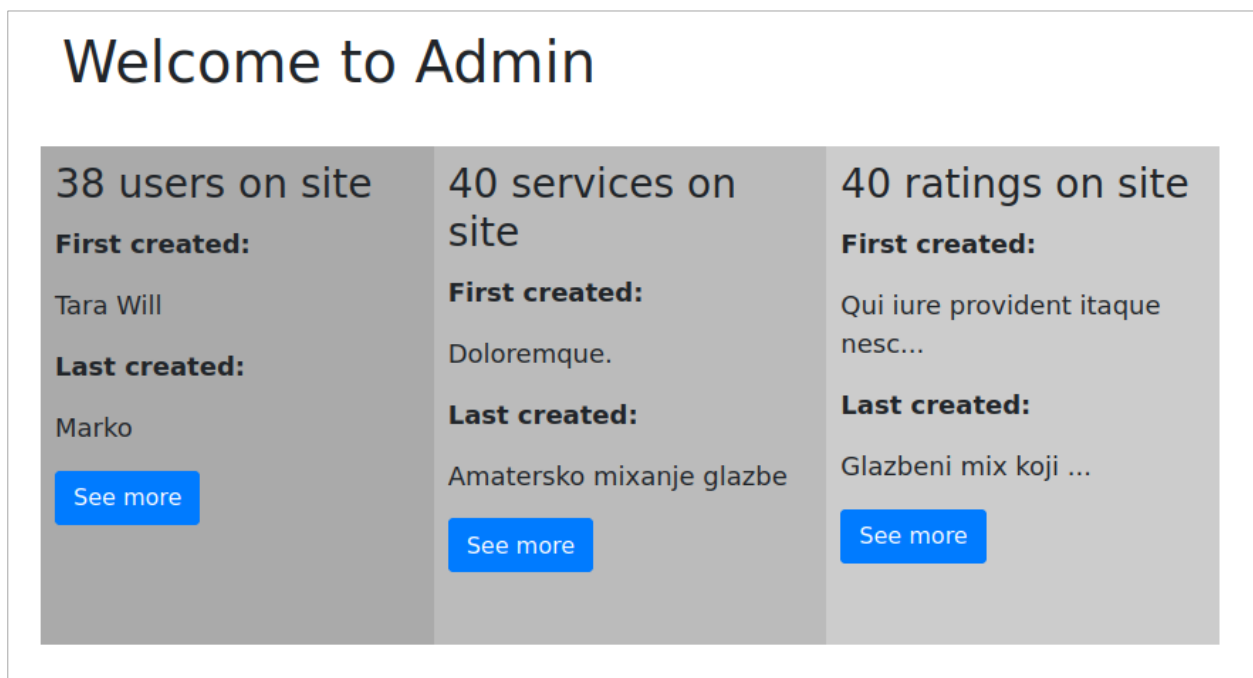 Welcome to Admin
38 users on site
First created:
Tara Will
Last created:
Marko
See more
40 services on
site
First created:
Doloremque.
Last created:
Amatersko mixanje glazbe
See more
40 ratings on site
First created:
Qui iure provident itaque
nesc...
Last created:
Glazbeni mix koji ...
See more